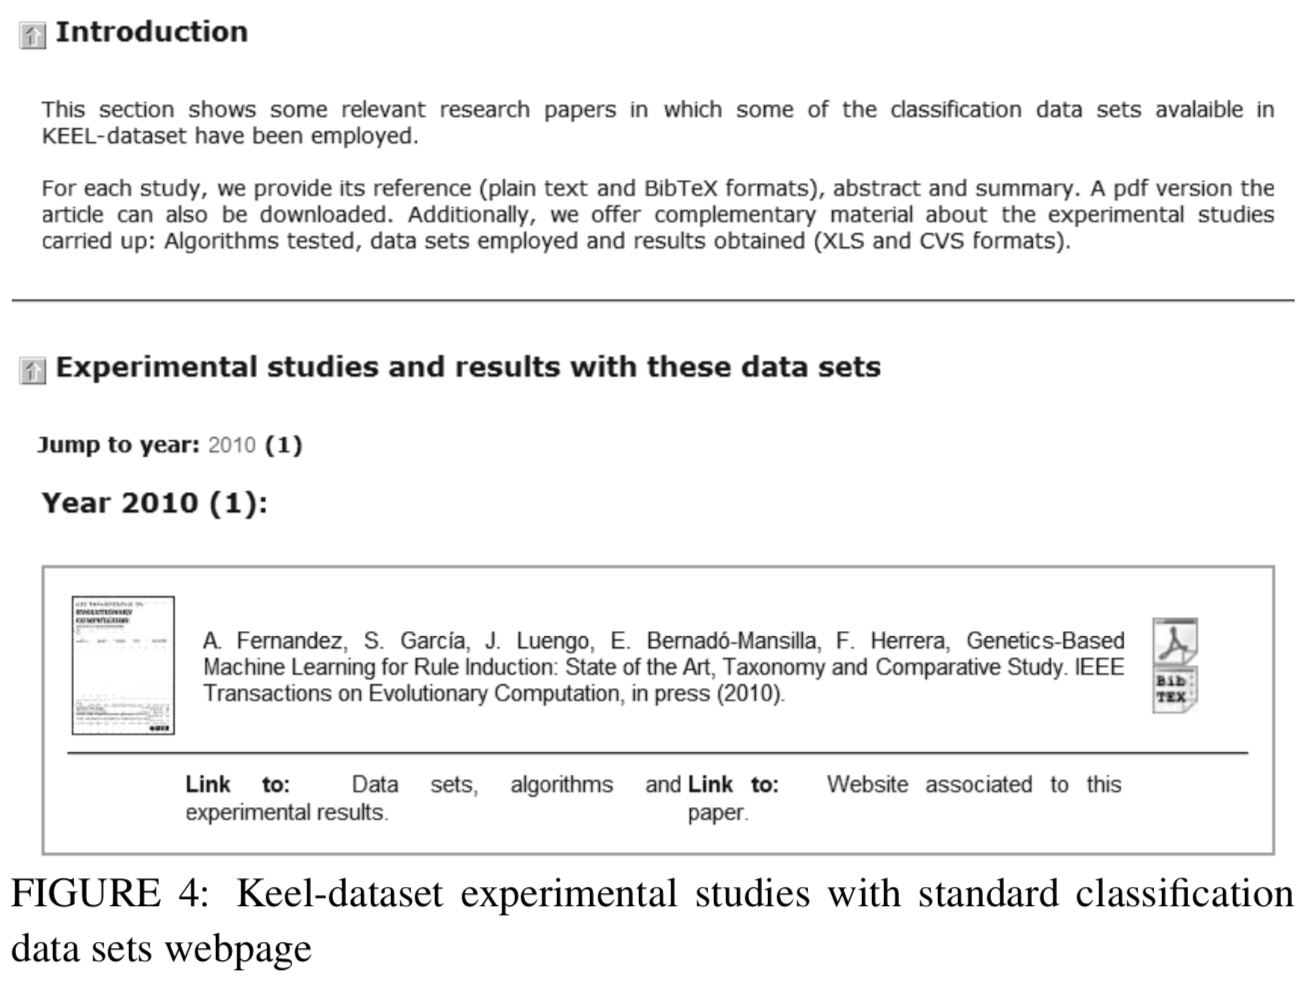 Introduction
This section shows some relevant research papers in which some of the classification data sets avalaible in
KEEL-dataset have been employed.
For each study, we provide its reference (plain text and BibTeX formats), abstract and summary. A pdf version the
article can also be downloaded. Additionally, we offer complementary material about the experimental studies
carried up: Algorithms tested, data sets employed and results obtained (XLS and CVS formats).
Experimental studies and results with these data sets
Jump to year: 2010 (1)
Year 2010 (1):
EVOLUTIONARY
COMPUTATION
A. Fernandez, S. García, J. Luengo, E. Bernadó-Mansilla, F. Herrera, Genetics-Based
Machine Learning for Rule Induction: State of the Art, Taxonomy and Comparative Study. IEEE
Transactions on Evolutionary Computation, in press (2010).
Bib
TEX
Link to: Data sets, algorithms and
experimental results.
Link to: Website associated to this
paper.
FIGURE 4: Keel-dataset experimental studies with standard classification
data sets webpage